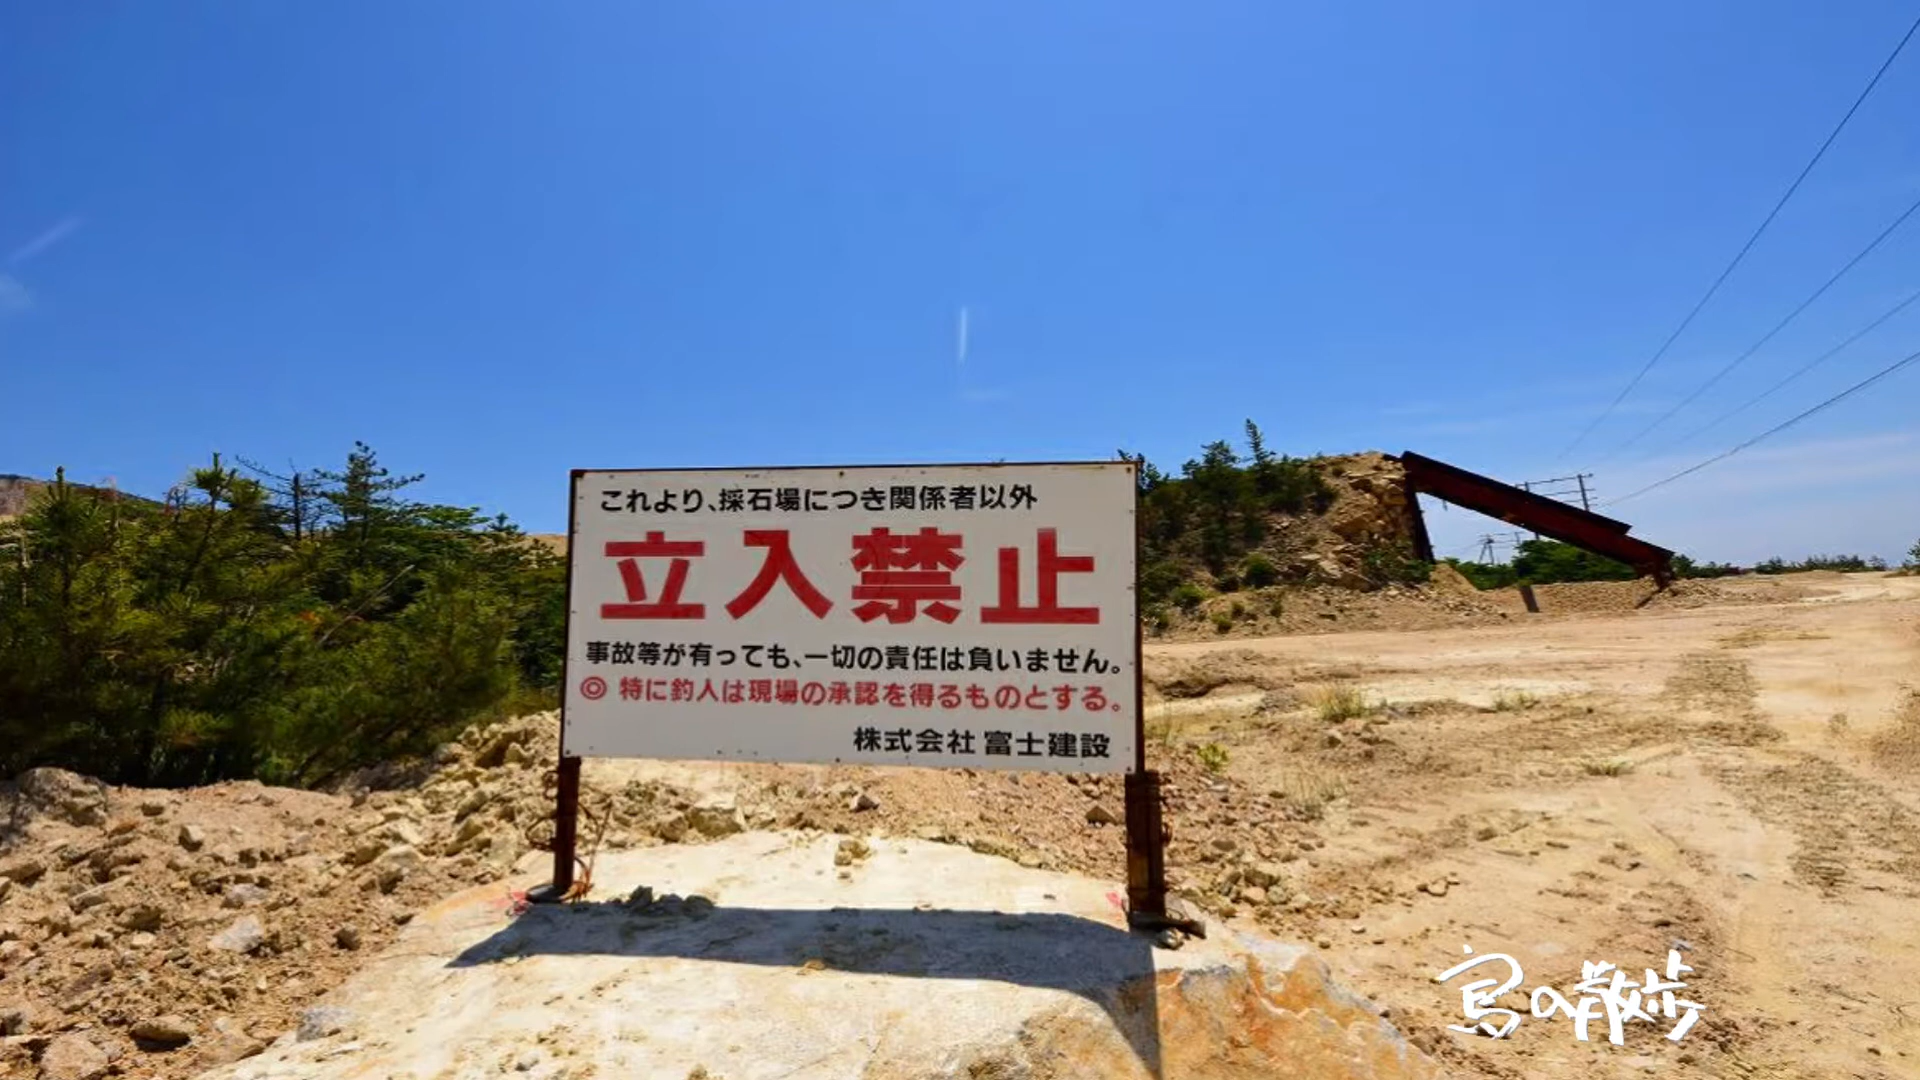 これより、採石場につき関係者以外
立入禁止
事故等が有っても、一切の責任は負いません。
◎ 特に釣人は現場の承認を得るものとする。
株式会社 富士建設
の散歩